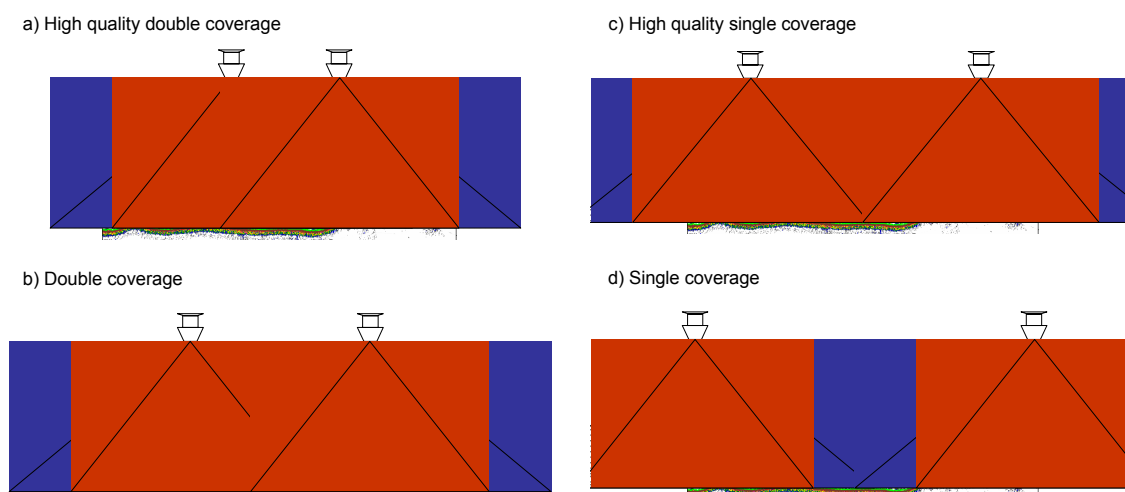 a) High quality double coverage
c) High quality single coverage
b) Double coverage
d) Single coverage